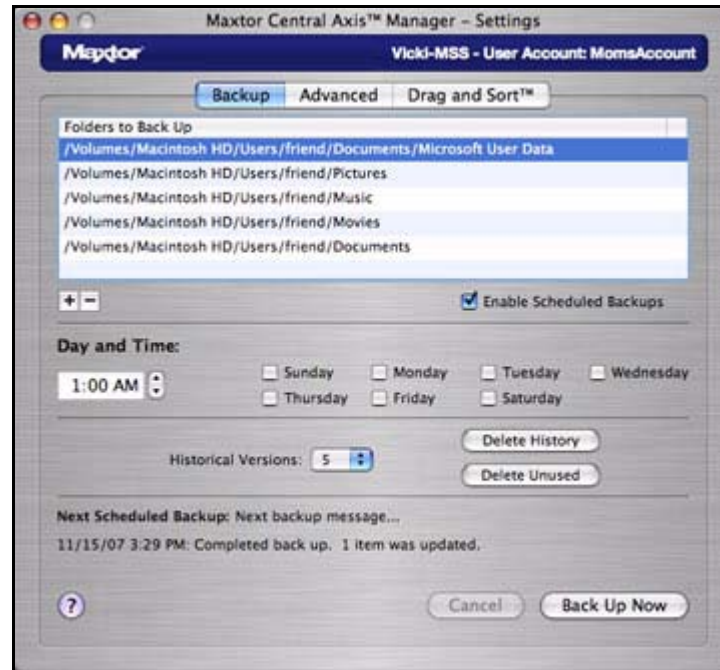 Maxtor Central Axis™ Manager – Settings
Maxtor
Vicki-MSS - User Account: MomsAccount
Backup Advanced Drag and Sort™
Folders to Back Up
/Volumes/Macintosh HD/Users/friend/Documents/Microsoft User Data
/Volumes/Macintosh HD/Users/friend/Pictures
/Volumes/Macintosh HD/Users/friend/Music
/Volumes/Macintosh HD/Users/friend/Movies
/Volumes/Macintosh HD/Users/friend/Documents
+ −
Enable Scheduled Backups
Day and Time:
1:00 AM
Sunday Monday Tuesday Wednesday
Thursday Friday Saturday
Historical Versions: 5
Delete History
Delete Unused
Next Scheduled Backup: Next backup message...
11/15/07 3:29 PM: Completed back up. 1 item was updated.
? Cancel Back Up Now